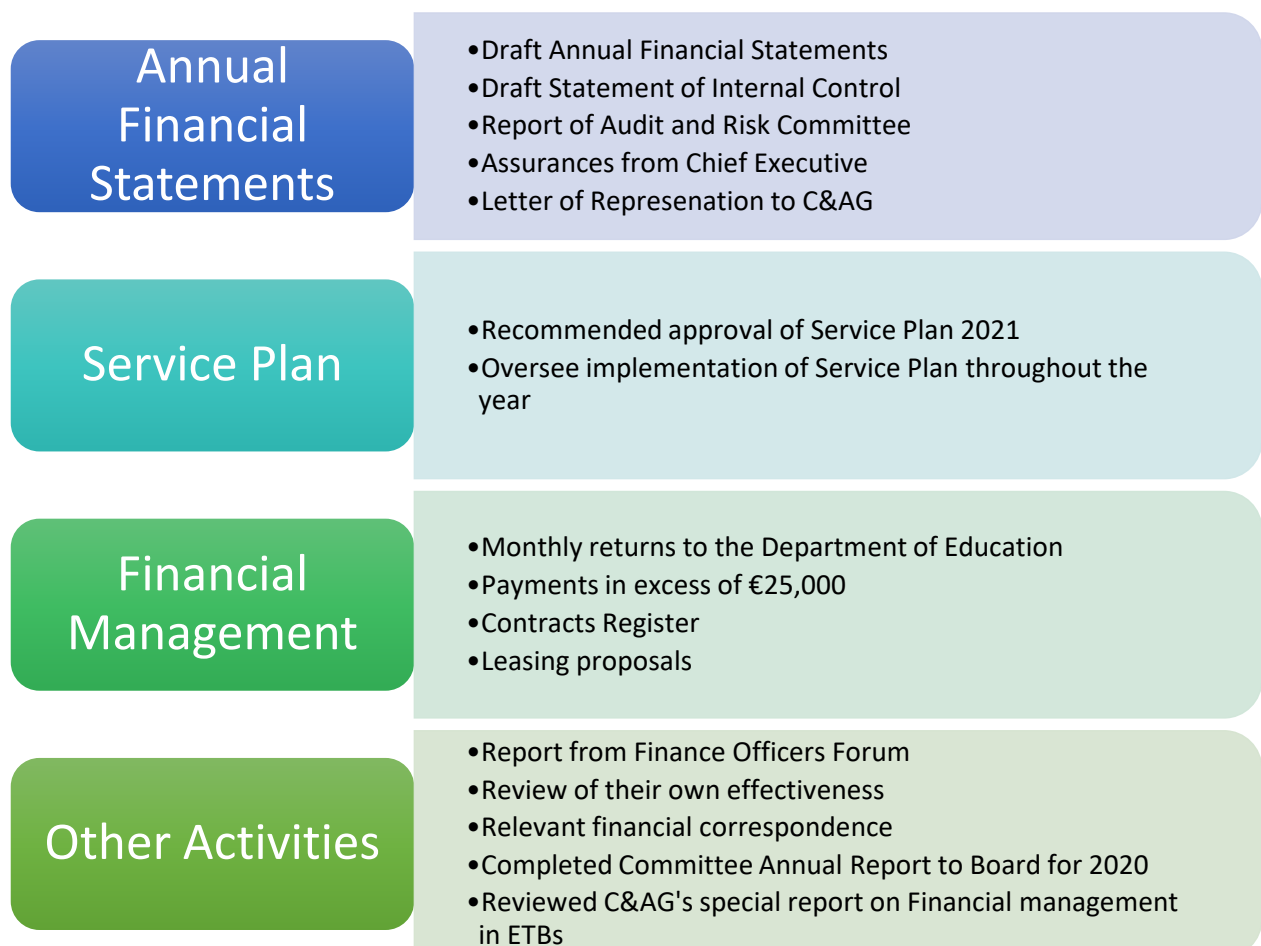 Annual
Financial
Statements
•Draft Annual Financial Statements
•Draft Statement of Internal Control
•Report of Audit and Risk Committee
•Assurances from Chief Executive
•Letter of Represenation to C&AG
Service Plan
•Recommended approval of Service Plan 2021
•Oversee implementation of Service Plan throughout the
year
Financial
Management
•Monthly returns to the Department of Education
•Payments in excess of €25,000
•Contracts Register
•Leasing proposals
Other Activities
•Report from Finance Officers Forum
•Review of their own effectiveness
•Relevant financial correspondence
•Completed Committee Annual Report to Board for 2020
•Reviewed C&AG's special report on Financial management
in ETBs